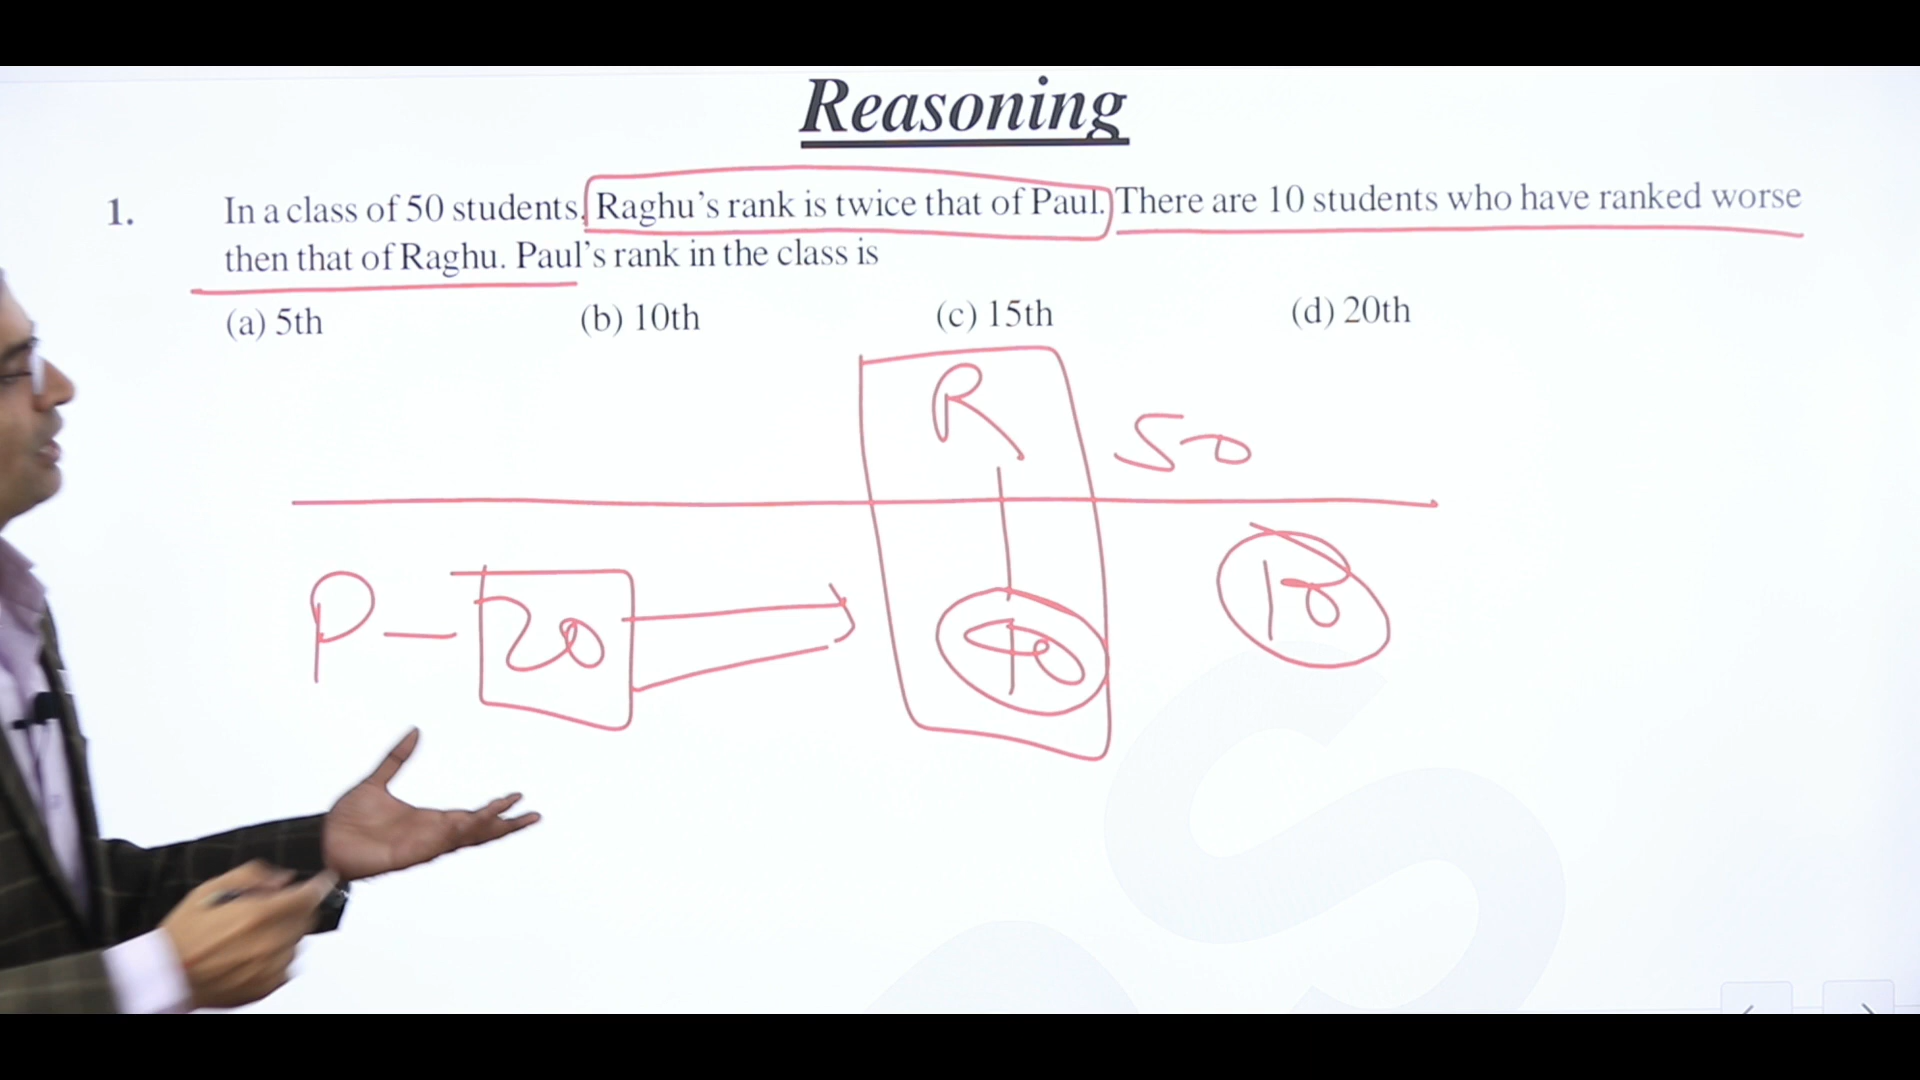 Reasoning
1. In a class of 50 students, Raghu's rank is twice that of Paul. There are 10 students who have ranked worse
then that of Raghu. Paul's rank in the class is
(a) 5th (b) 10th (c) 15th (d) 20th
R
50
P – 20
40
10